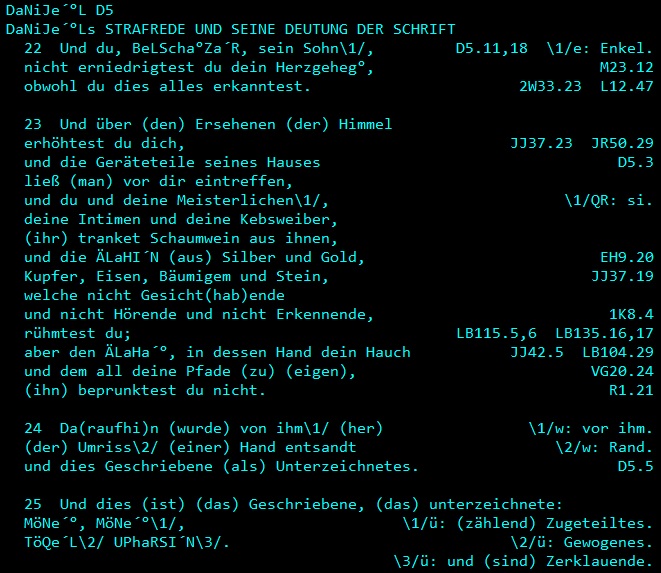 DaNiJe´ºL D5
DaNiJe´ºLs STRAFREDE UND SEINE DEUTUNG DER SCHRIFT
22 Und du, BeLSchaºZa´R, sein Sohn\1/, D5.11,18 \1/e: Enkel.
nicht erniedrigtest du dein Herzgehegº, M23.12
obwohl du dies alles erkanntest. 2W33.23 L12.47
23 Und über (den) Ersehenen (der) Himmel
erhöhtest du dich, JJ37.23 JR50.29
und die Geräteteile seines Hauses D5.3
ließ (man) vor dir eintreffen,
und du und deine Meisterlichen\1/, \1/QR: si.
deine Intimen und deine Kebsweiber,
(ihr) tranket Schaumwein aus ihnen,
und die ÄLaHI´N (aus) Silber und Gold, EH9.20
Kupfer, Eisen, Bäumigem und Stein, JJ37.19
welche nicht Gesicht(hab)ende
und nicht Hörende und nicht Erkennende, 1K8.4
rühmtest du; LB115.5,6 LB135.16,17
aber den ÄLaHa´º, in dessen Hand dein Hauch JJ42.5 LB104.29
und dem all deine Pfade (zu) (eigen), VG20.24
(ihn) beprunktest du nicht. R1.21
24 Da(raufhi)n (wurde) von ihm\1/ (her) \1/w: vor ihm.
(der) Umriss\2/ (einer) Hand entsandt \2/w: Rand.
und dies Geschriebene (als) Unterzeichnetes. D5.5
25 Und dies (ist) (das) Geschriebene, (das) unterzeichnete:
MöNe´º, MöNe´º\1/, \1/ü: (zählend) Zugeteiltes.
TöQe´L\2/ UPhaRSI´N\3/. \2/ü: Gewogenes.
\3/ü: und (sind) Zerklauende.